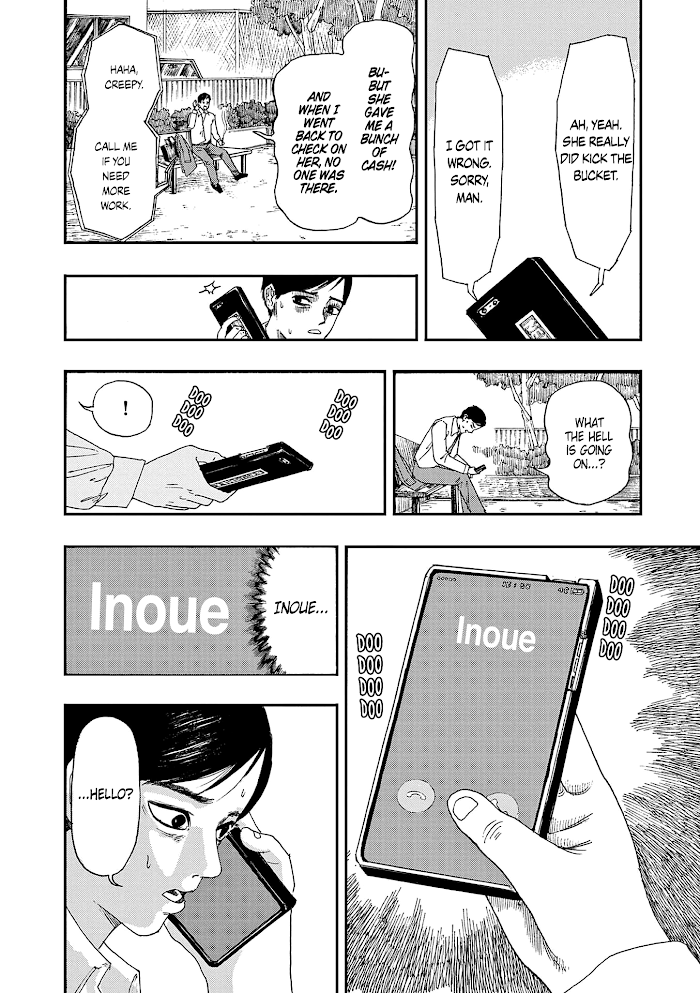 AH, YEAH.
SHE REALLY
DID KICK THE
BUCKET.
I GOT IT
WRONG.
SORRY,
MAN.
BU-
BUT SHE
GAVE
ME A
BUNCH
OF
CASH!
AND
WHEN I
WENT
BACK TO
CHECK ON
HER, NO
ONE WAS
THERE.
HAHA,
CREEPY.
CALL ME
IF YOU
NEED
MORE
WORK.
WHAT
THE HELL
IS GOING
ON...?
DOO
DOO
DOO
DOO
DOO
DOO
!
Inoue
DOO
DOO
DOO
DOO
DOO
DOO
DOO
DOO
INOUE...
Inoue
...HELLO?